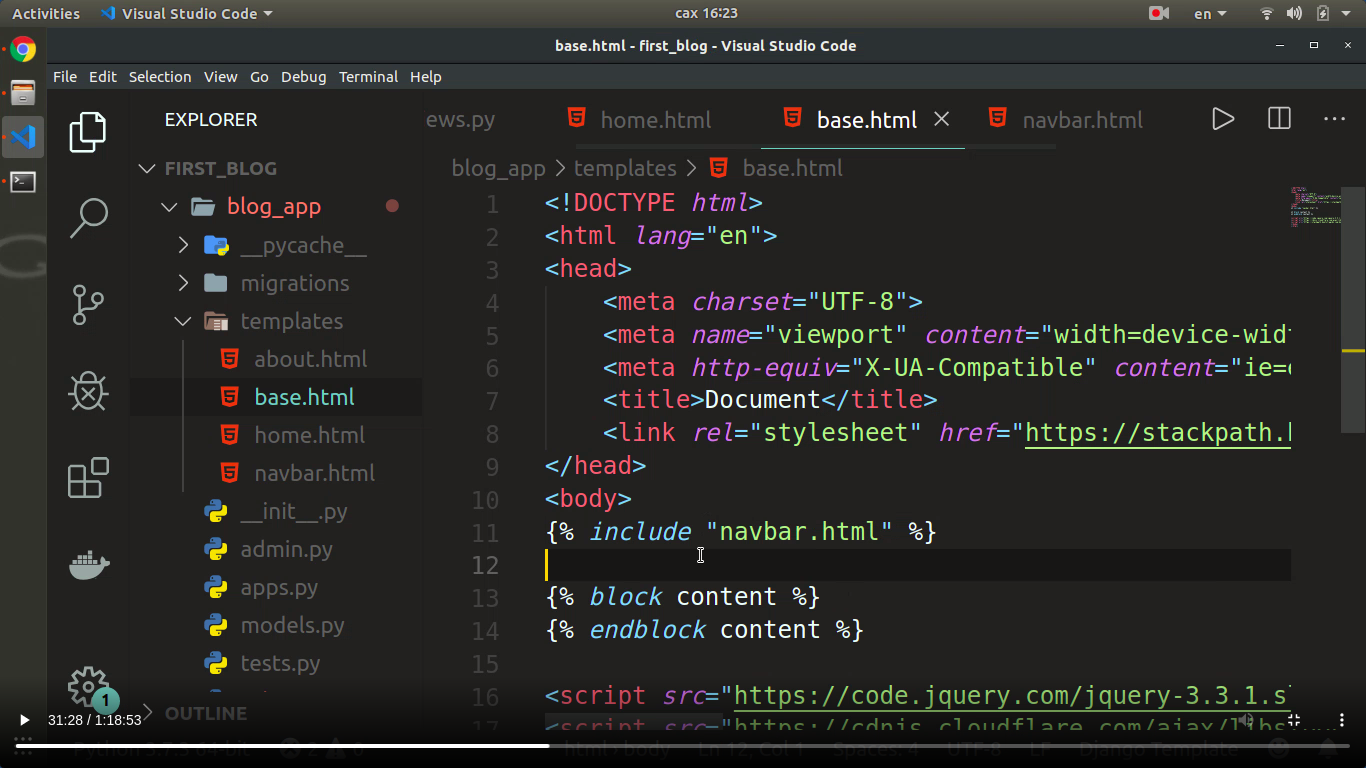 Activities Visual Studio Code сах 16:23 en
base.html - first_blog - Visual Studio Code
File Edit Selection View Go Debug Terminal Help
EXPLORER
FIRST_BLOG
blog_app
__pycache__
migrations
templates
about.html
base.html
home.html
navbar.html
__init__.py
admin.py
apps.py
models.py
tests.py
OUTLINE
1
ews.py home.html base.html navbar.html
blog_app templates base.html
1 <!DOCTYPE html>
2 <html lang="en">
3 <head>
4 <meta charset="UTF-8">
5 <meta name="viewport" content="width=device-widt
6 <meta http-equiv="X-UA-Compatible" content="ie=
7 <title>Document</title>
8 <link rel="stylesheet" href="https://stackpath.
9 </head>
10 <body>
11 {% include "navbar.html" %}
12
13 {% block content %}
14 {% endblock content %}
15
16 <script src="https://code.jquery.com/jquery-3.3.1.s
17 <script src="https://cdnjs.cloudflare.com/ajax/libs
31:28 / 1:18:53
html body Ln 12, Col 1 Spaces: 4 UTF-8 LF Django Template